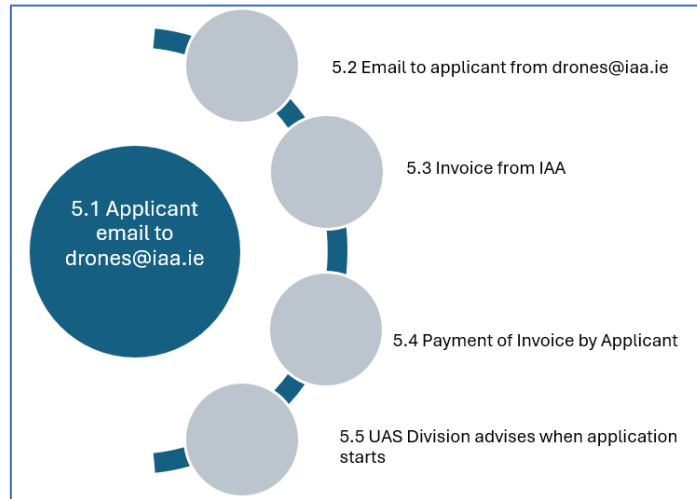 5.1 Applicant
email to
drones@iaa.ie
5.2 Email to applicant from drones@iaa.ie
5.3 Invoice from IAA
5.4 Payment of Invoice by Applicant
5.5 UAS Division advises when application
starts